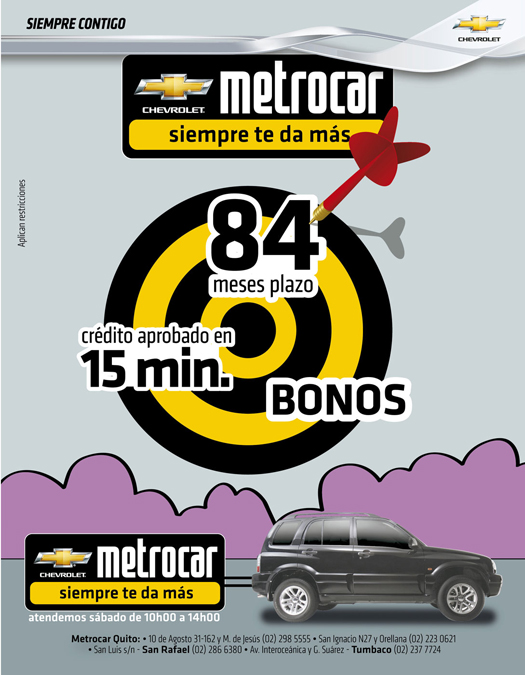 SIEMPRE CONTIGO
CHEVROLET
CHEVROLET metrocar
siempre te da más
Aplican restricciones
84
meses plazo
crédito aprobado en
15 min.
BONOS
CHEVROLET metrocar
siempre te da más
atendemos sábado de 10h00 a 14h00
Metrocar Quito: • 10 de Agosto 31-162 y M. de Jesús (02) 298 5555 • San Ignacio N27 y Orellana (02) 223 0621
• San Luis s/n - San Rafael (02) 286 6380 • Av. Interoceánica y G. Suárez - Tumbaco (02) 237 7724